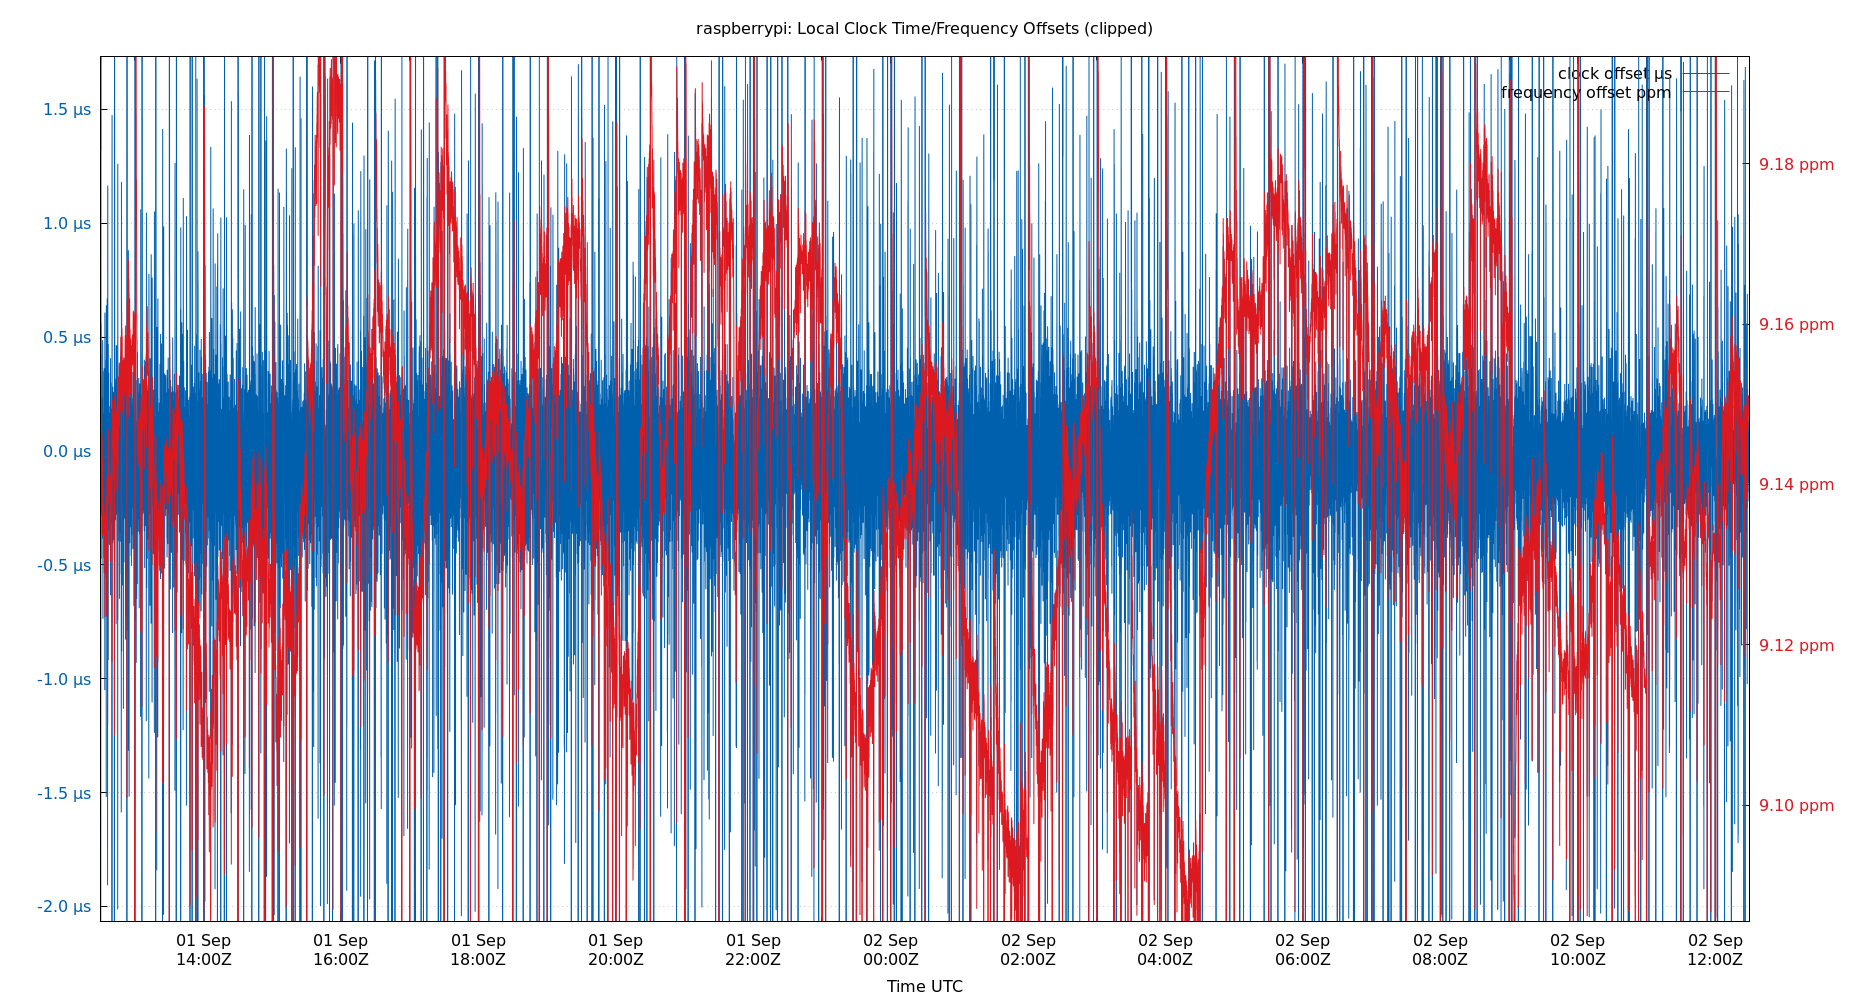 raspberrypi: Local Clock Time/Frequency Offsets (clipped)
clock offset µs
frequency offset ppm
1.5 µs
1.0 µs
0.5 µs
0.0 µs
-0.5 µs
-1.0 µs
-1.5 µs
-2.0 µs
9.18 ppm
9.16 ppm
9.14 ppm
9.12 ppm
9.10 ppm
01 Sep
14:00Z
01 Sep
16:00Z
01 Sep
18:00Z
01 Sep
20:00Z
01 Sep
22:00Z
02 Sep
00:00Z
02 Sep
02:00Z
02 Sep
04:00Z
02 Sep
06:00Z
02 Sep
08:00Z
02 Sep
10:00Z
02 Sep
12:00Z
Time UTC